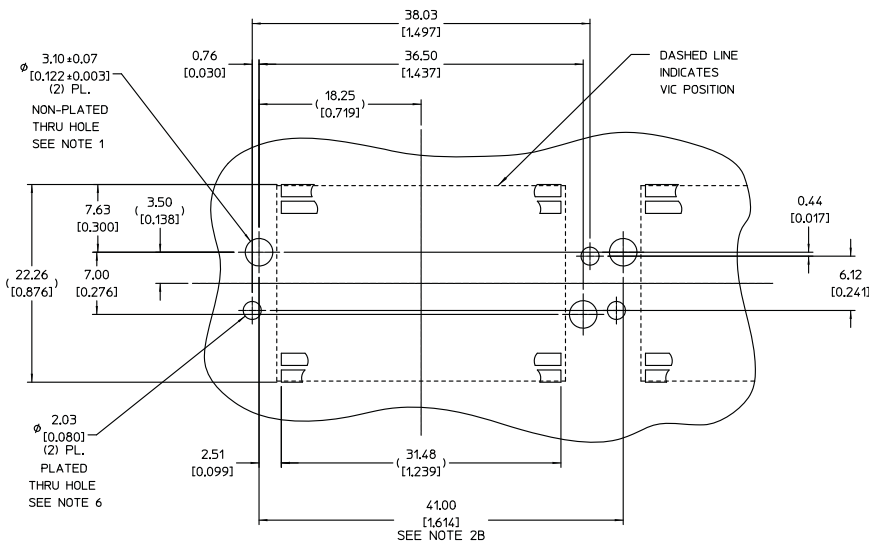 38.03
[1.497]
3.10±0.07
ø [0.122±0.003]
(2) PL.
NON-PLATED
THRU HOLE
SEE NOTE 1
0.76
[0.030]
36.50
[1.437]
(18.25
[0.719])
DASHED LINE
INDICATES
VIC POSITION
7.63
[0.300]
(3.50
[0.138])
0.44
[0.017]
(22.26
[0.876])
7.00
[0.276]
6.12
[0.241]
ø 2.03
[0.080]
(2) PL.
PLATED
THRU HOLE
SEE NOTE 6
2.51
[0.099]
(31.48
[1.239])
41.00
[1.614]
SEE NOTE 2B